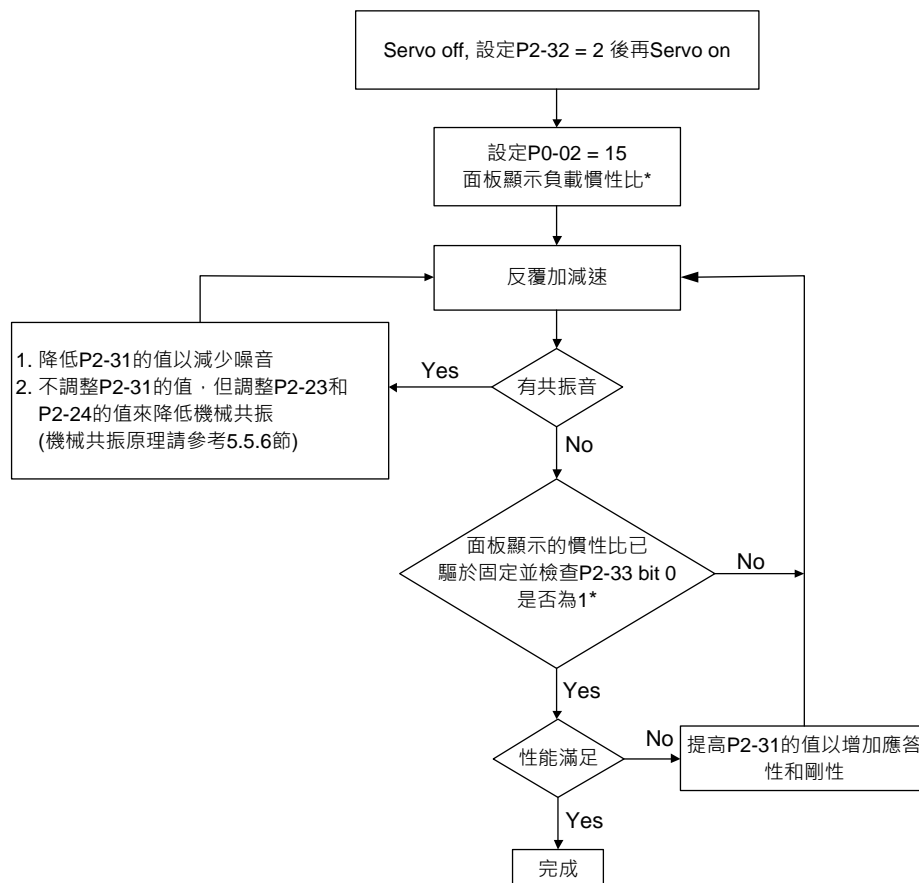 Servo off, 設定P2-32 = 2 後再Servo on
設定P0-02 = 15
面板顯示負載慣性比*
反覆加減速
1. 降低P2-31的值以減少噪音
2. 不調整P2-31的值，但調整P2-23和
P2-24的值來降低機械共振
(機械共振原理請參考5.5.6節)
Yes
有共振音
No
面板顯示的慣性比已
驅於固定並檢查P2-33 bit 0
是否為1*
No
Yes
性能滿足
No
提高P2-31的值以增加應答
性和剛性
Yes
完成